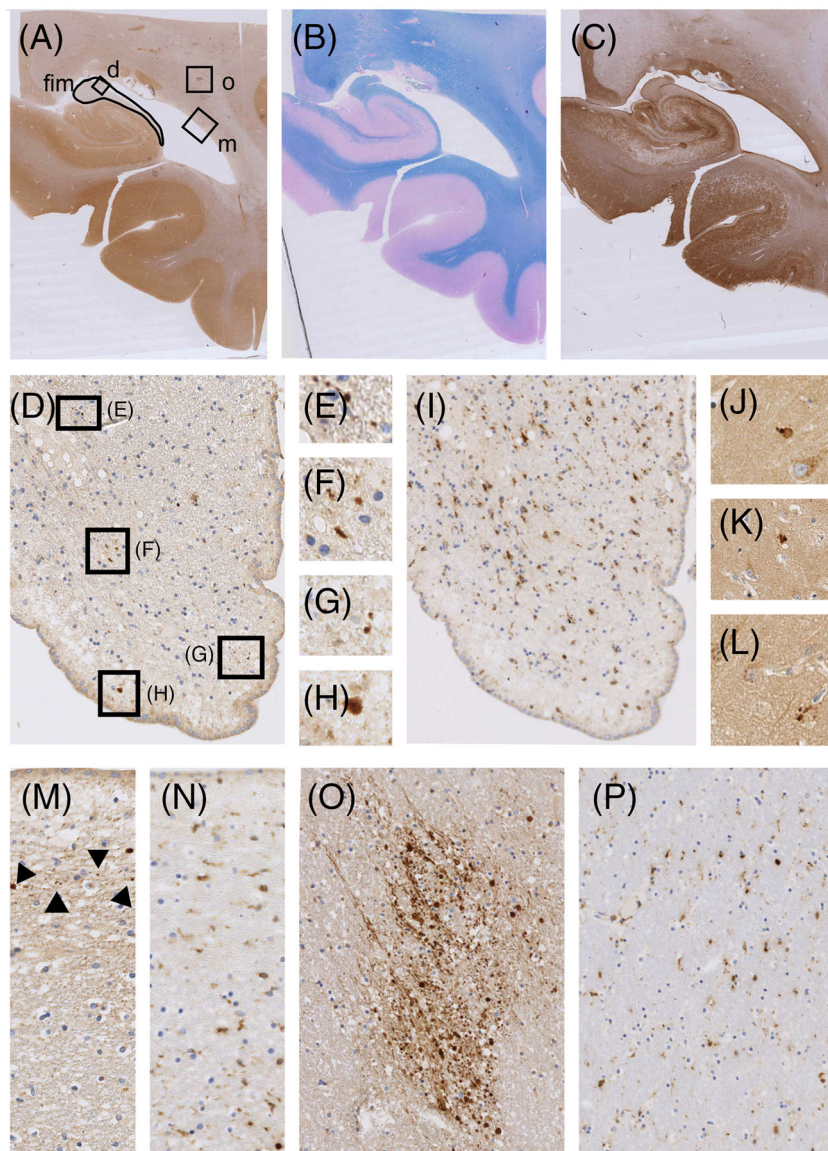 (A)
(B)
(C)
d
o
fim
m
(D)
(E)
(E)
(I)
(J)
(F)
(F)
(K)
(G)
(G)
(L)
(H)
(H)
(M)
(N)
(O)
(P)